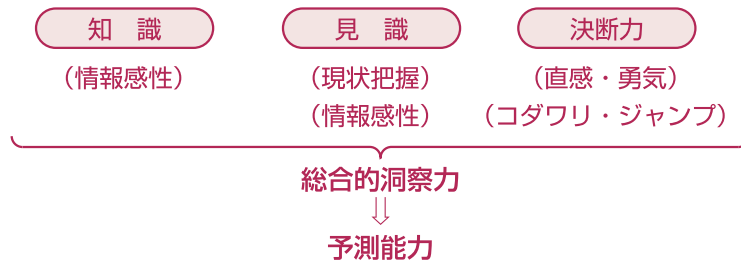 知　識　見　識　決断力
（情報感性）　（現状把握）　（直感・勇気）
（情報感性）　（コダワリ・ジャンプ）
総合的洞察力
予測能力